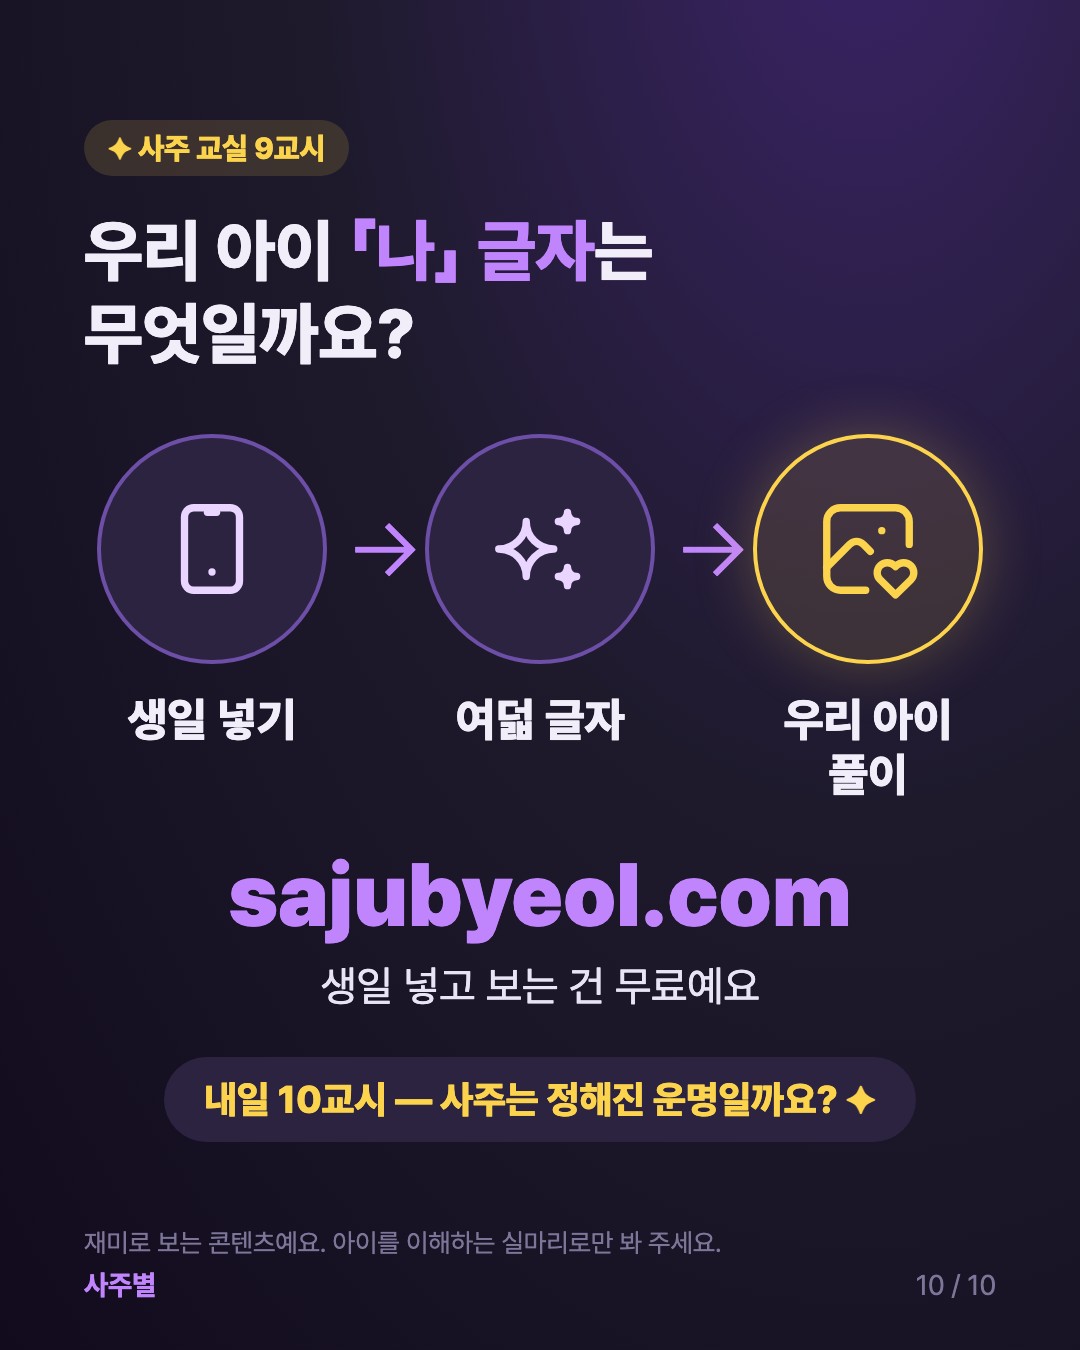 ✦ 사주 교실 9교시
우리 아이 「나」 글자는
무엇일까요?
생일 넣기
여덟 글자
우리 아이
풀이
sajubyeol.com
생일 넣고 보는 건 무료예요
내일 10교시 — 사주는 정해진 운명일까요? ✦
재미로 보는 콘텐츠예요. 아이를 이해하는 실마리로만 봐 주세요.
사주별
10 / 10